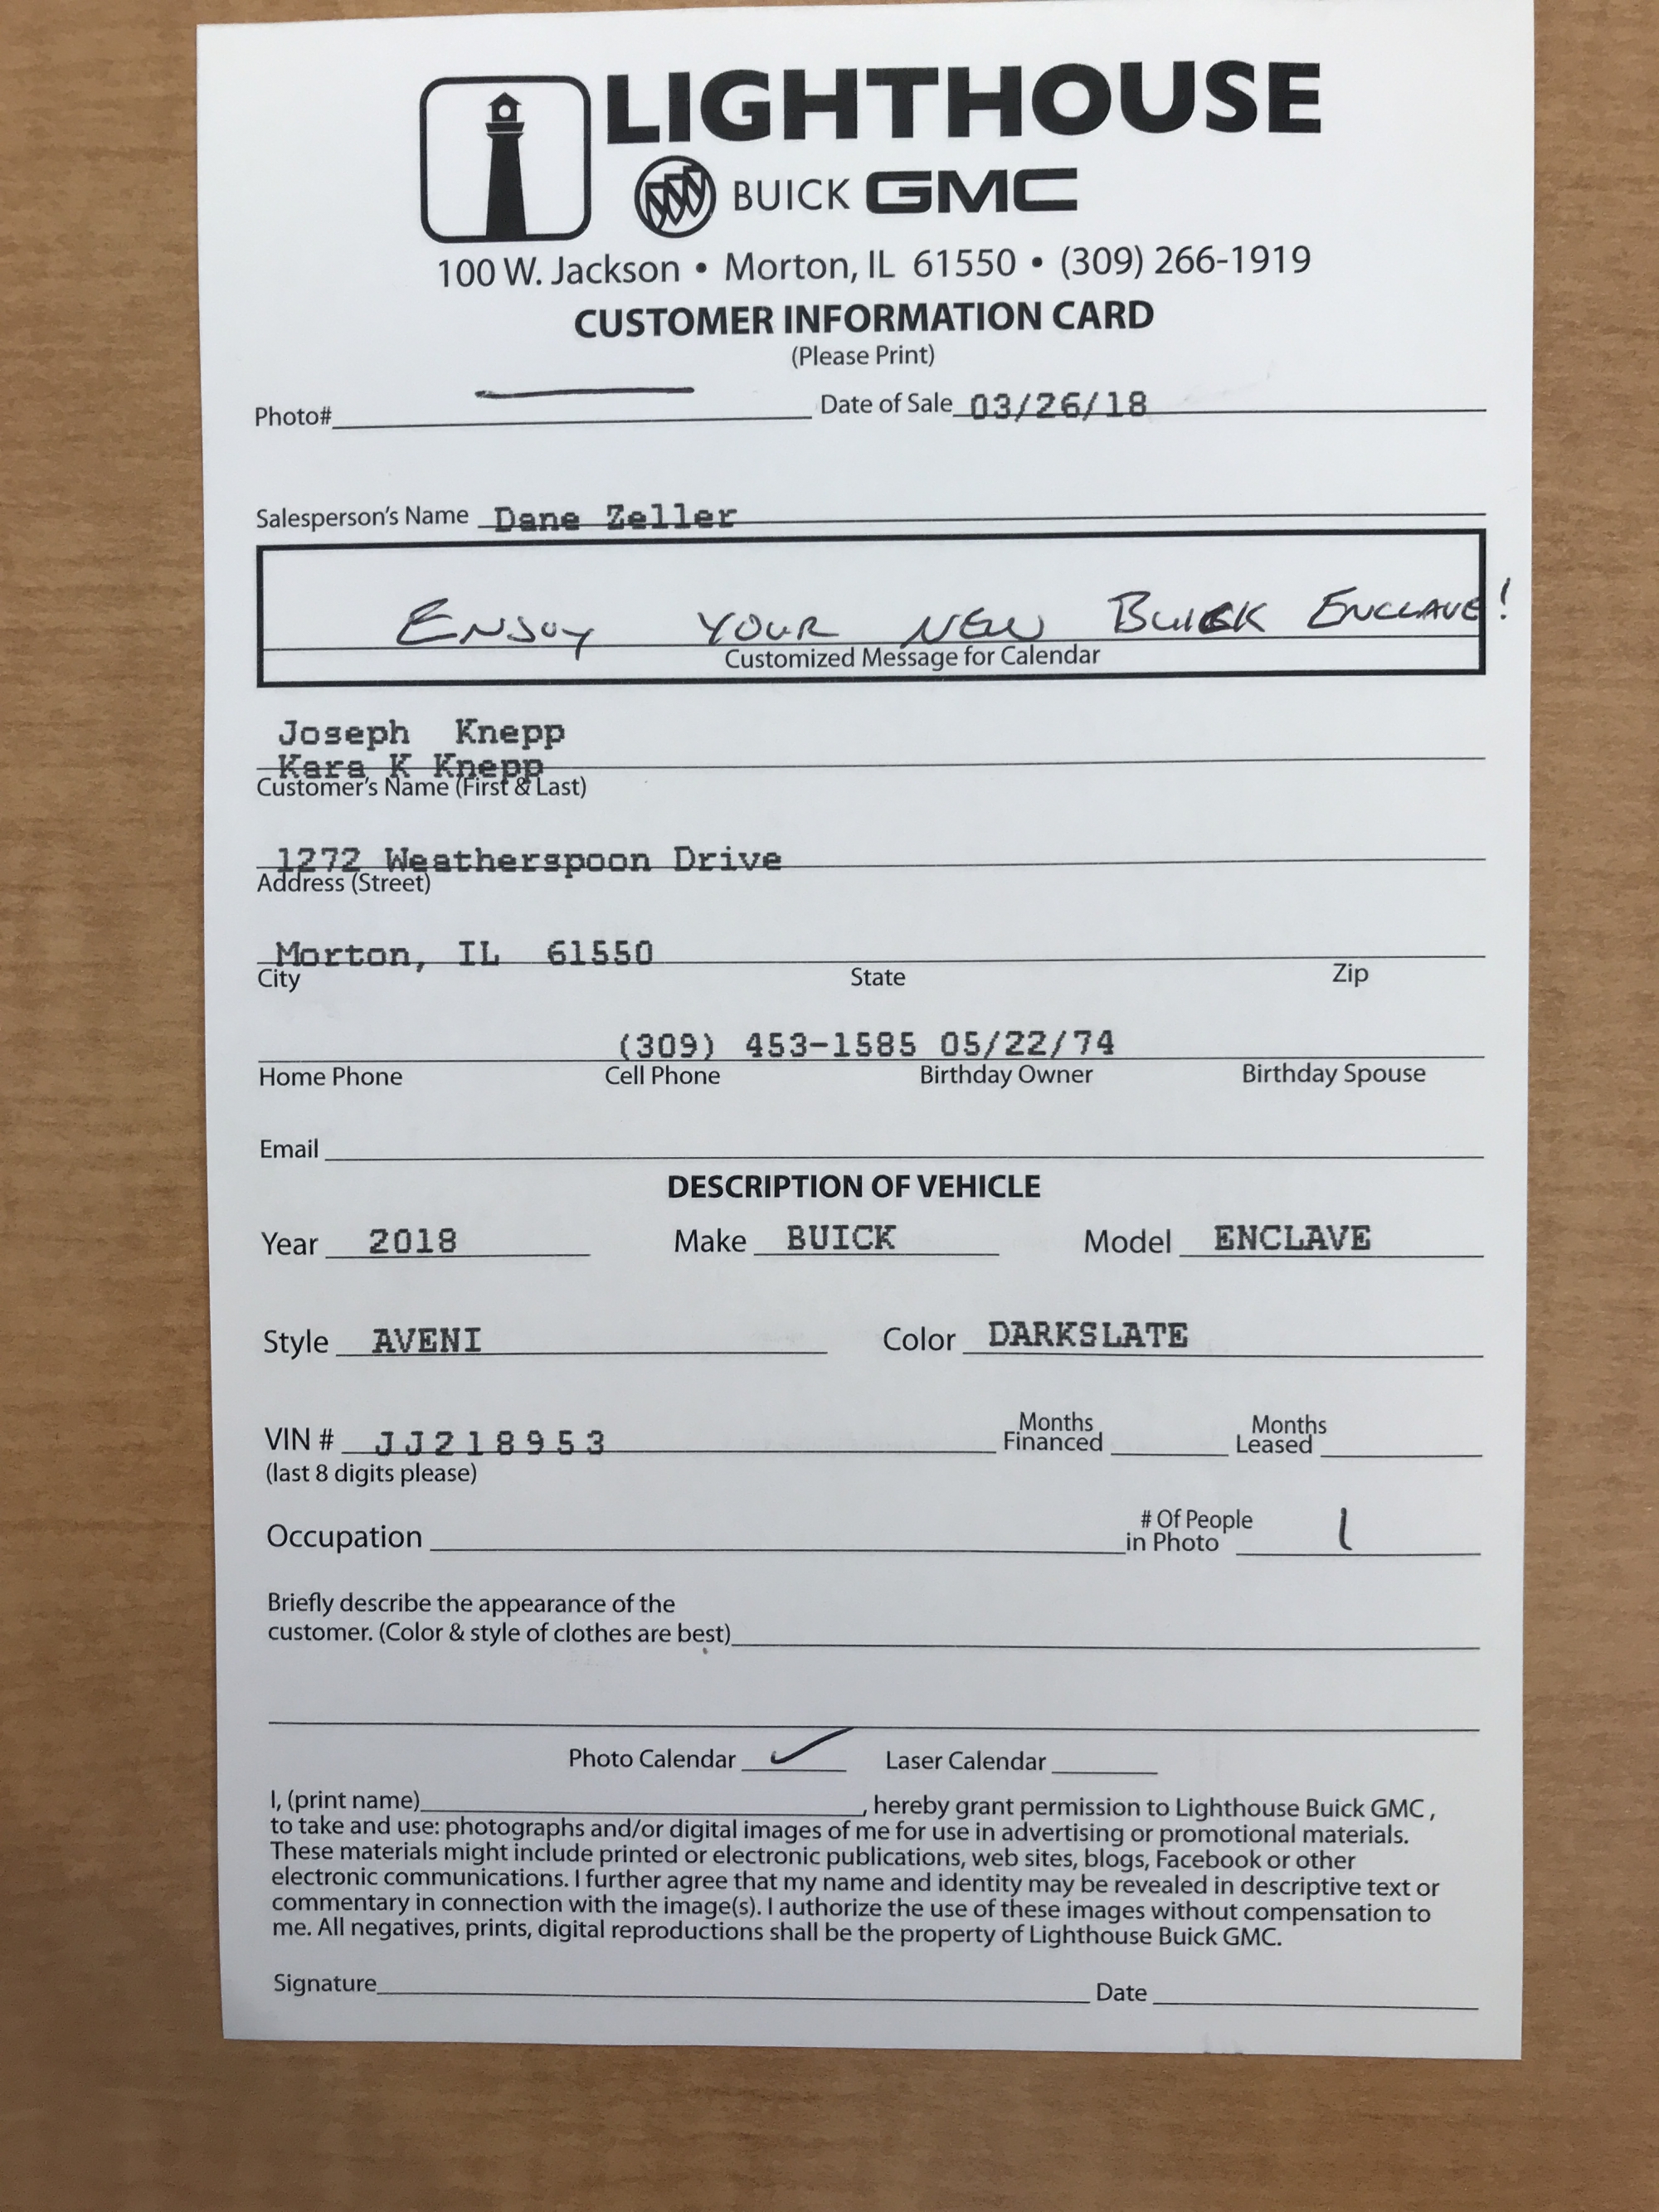 LIGHTHOUSE
BUICK GMC
100 W. Jackson • Morton, IL 61550 • (309) 266-1919
CUSTOMER INFORMATION CARD
(Please Print)
Photo# Date of Sale 03/26/18
Salesperson's Name Dane Zeller
ENJOY YOUR NEW BUICK ENCLAVE!
Customized Message for Calendar
Joseph Knepp
Kara K Knepp
Customer's Name (First & Last)
1272 Weatherspoon Drive
Address (Street)
Morton, IL 61550
City State Zip
(309) 453-1585 05/22/74
Home Phone Cell Phone Birthday Owner Birthday Spouse
Email
DESCRIPTION OF VEHICLE
Year 2018 Make BUICK Model ENCLAVE
Style AVENI Color DARKSLATE
VIN # JJ218953 Months Financed Months Leased
(last 8 digits please)
Occupation # Of People in Photo 1
Briefly describe the appearance of the
customer. (Color & style of clothes are best)
Photo Calendar ✓ Laser Calendar
I, (print name) , hereby grant permission to Lighthouse Buick GMC ,
to take and use: photographs and/or digital images of me for use in advertising or promotional materials.
These materials might include printed or electronic publications, web sites, blogs, Facebook or other
electronic communications. I further agree that my name and identity may be revealed in descriptive text or
commentary in connection with the image(s). I authorize the use of these images without compensation to
me. All negatives, prints, digital reproductions shall be the property of Lighthouse Buick GMC.
Signature Date